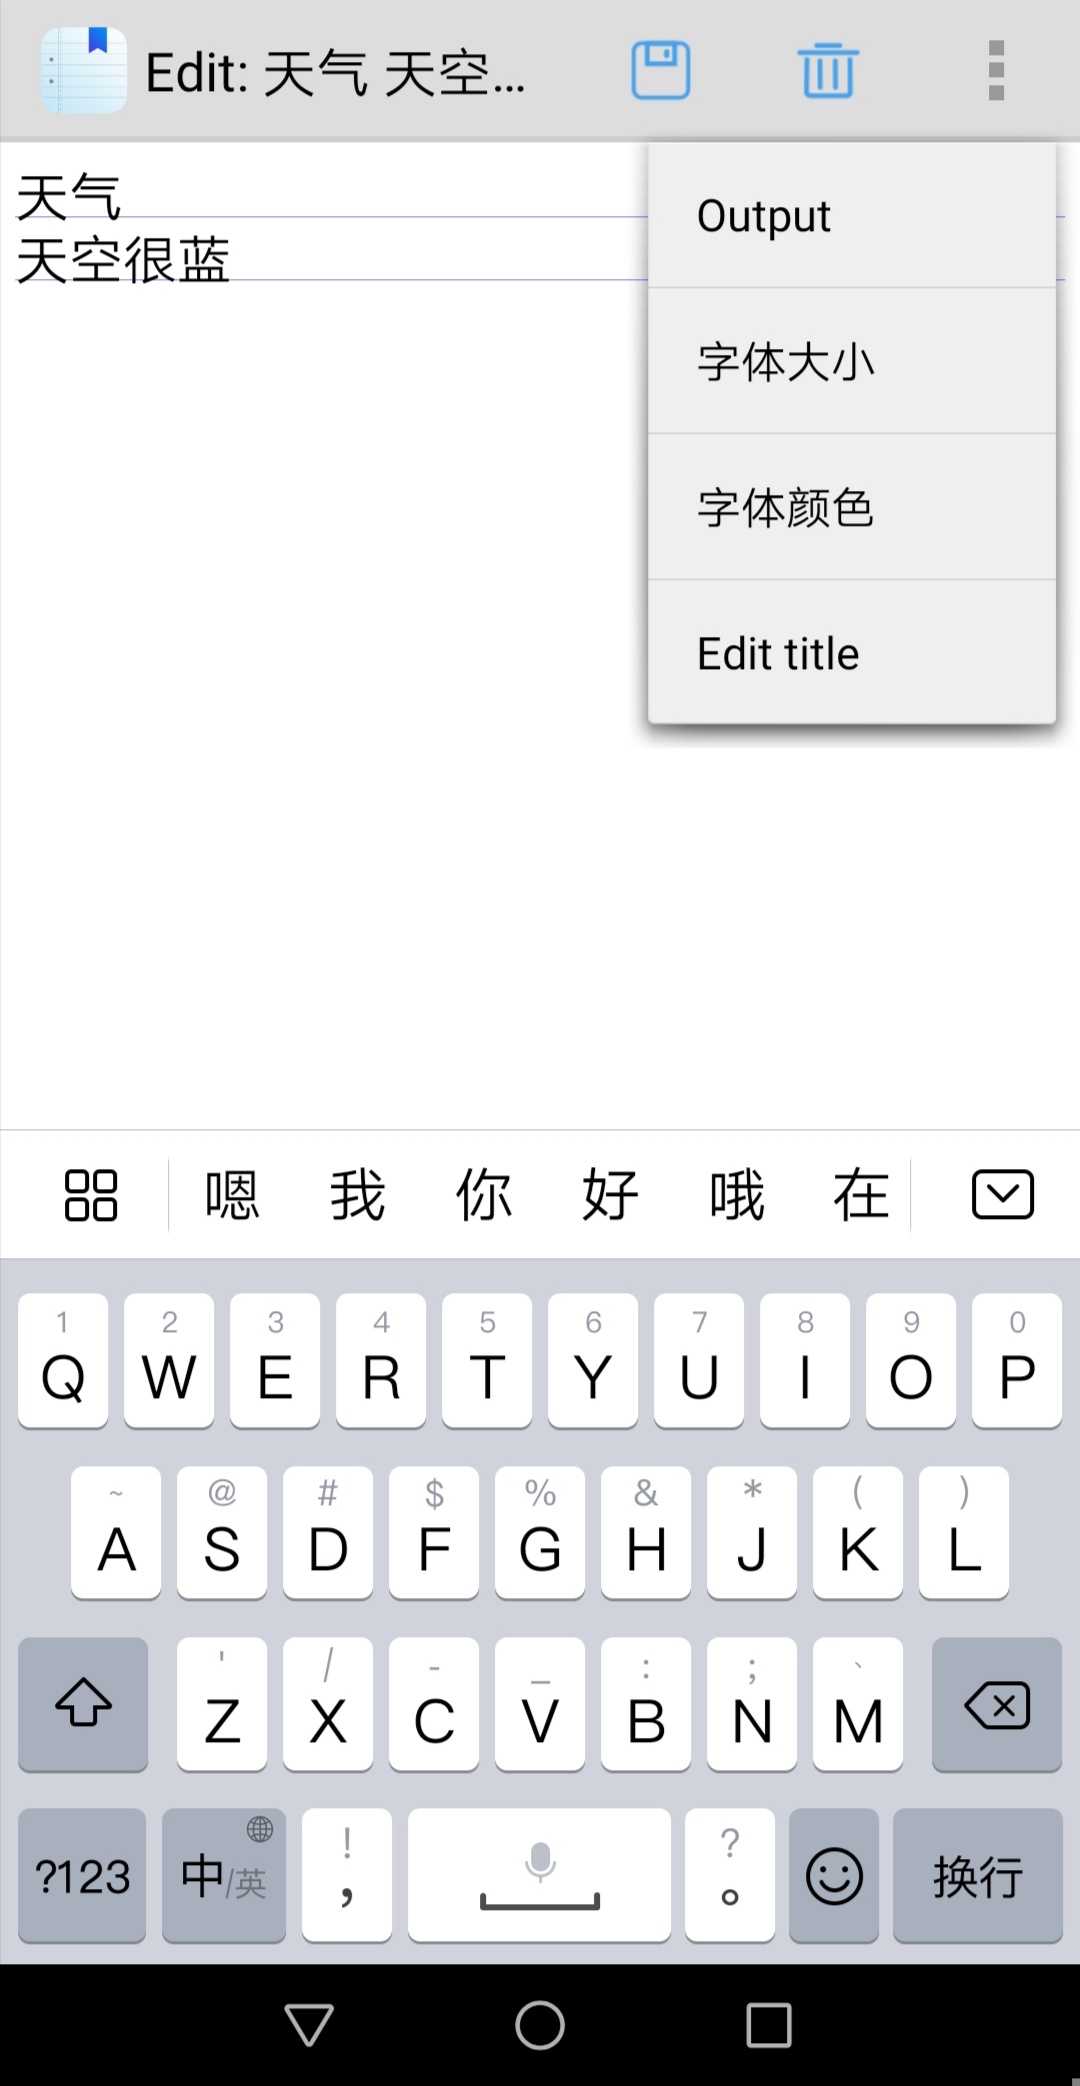 Edit: 天气 天空...
Output
字体大小
字体颜色
Edit title
天气
天空很蓝
嗯 我 你 好 哦 在
1 2 3 4 5 6 7 8 9 0
Q W E R T Y U I O P
~ @ # $ % & * ( )
A S D F G H J K L
' / - _ : ; 、
Z X C V B N M
! ?
?123 中/英 , 。 换行